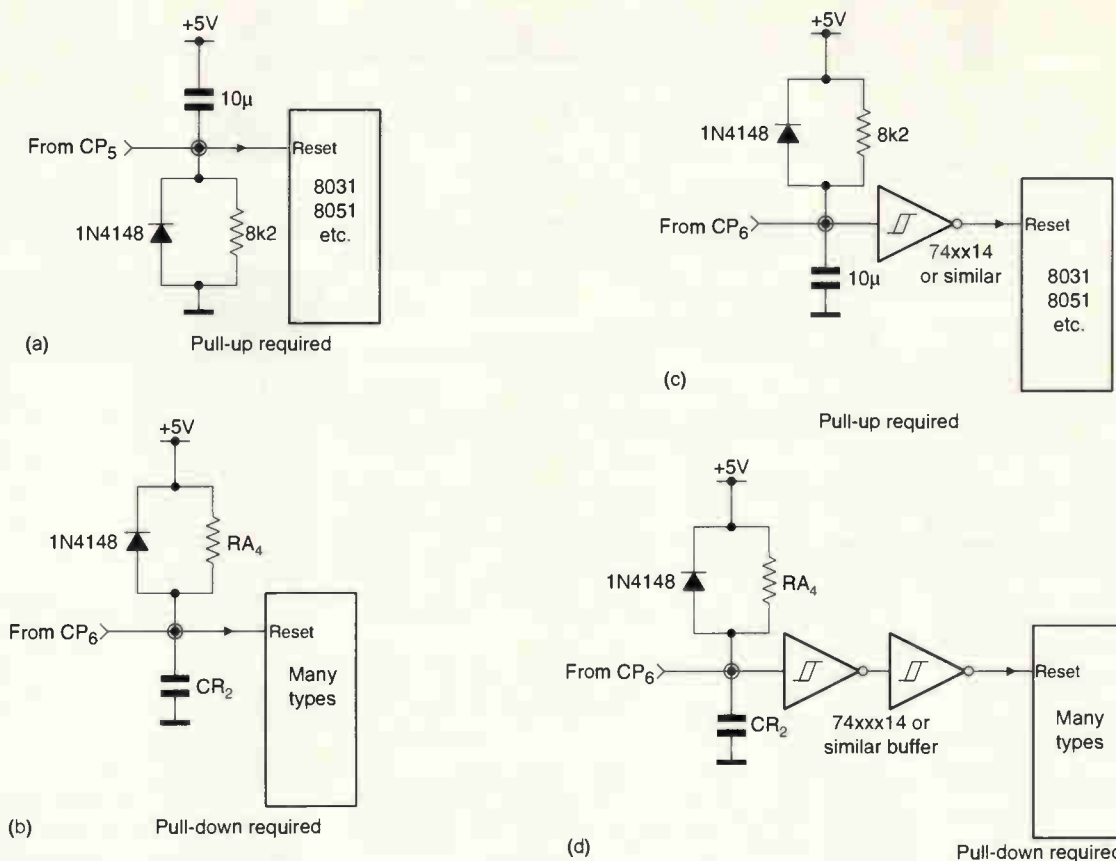 +5V
10µ
From CP5
Reset
8031
8051
etc.
1N4148
8k2
(a)
Pull-up required
+5V
1N4148
8k2
From CP6
Reset
74xx14
or similar
10µ
8031
8051
etc.
(c)
Pull-up required
+5V
1N4148
RA4
From CP6
Reset
Many
types
CR2
(b)
Pull-down required
+5V
1N4148
RA4
From CP6
Reset
CR2
74xxx14 or
similar buffer
Many
types
(d)
Pull-down required